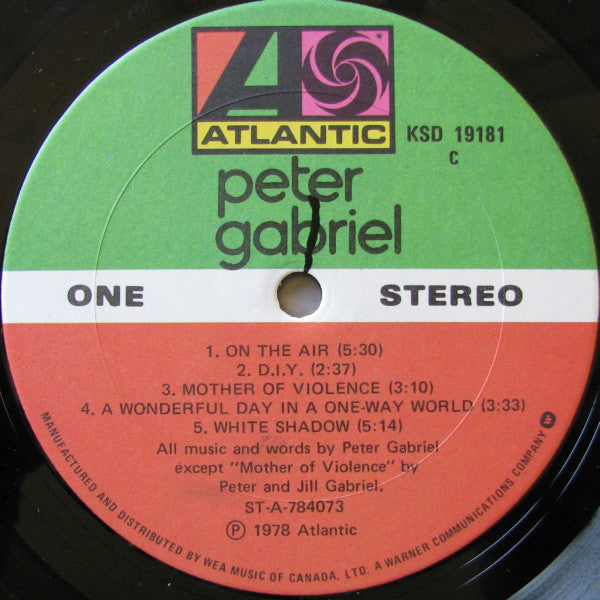 ATLANTIC
KSD 19181
C
peter
gabriel
ONE
STEREO
1. ON THE AIR (5:30)
2. D.I.Y. (2:37)
3. MOTHER OF VIOLENCE (3:10)
4. A WONDERFUL DAY IN A ONE-WAY WORLD (3:33)
5. WHITE SHADOW (5:14)
All music and words by Peter Gabriel
except "Mother of Violence" by
Peter and Jill Gabriel.
ST-A-784073
Ⓟ 1978 Atlantic
MANUFACTURED AND DISTRIBUTED BY WEA MUSIC OF CANADA, LTD. A WARNER COMMUNICATIONS COMPANY